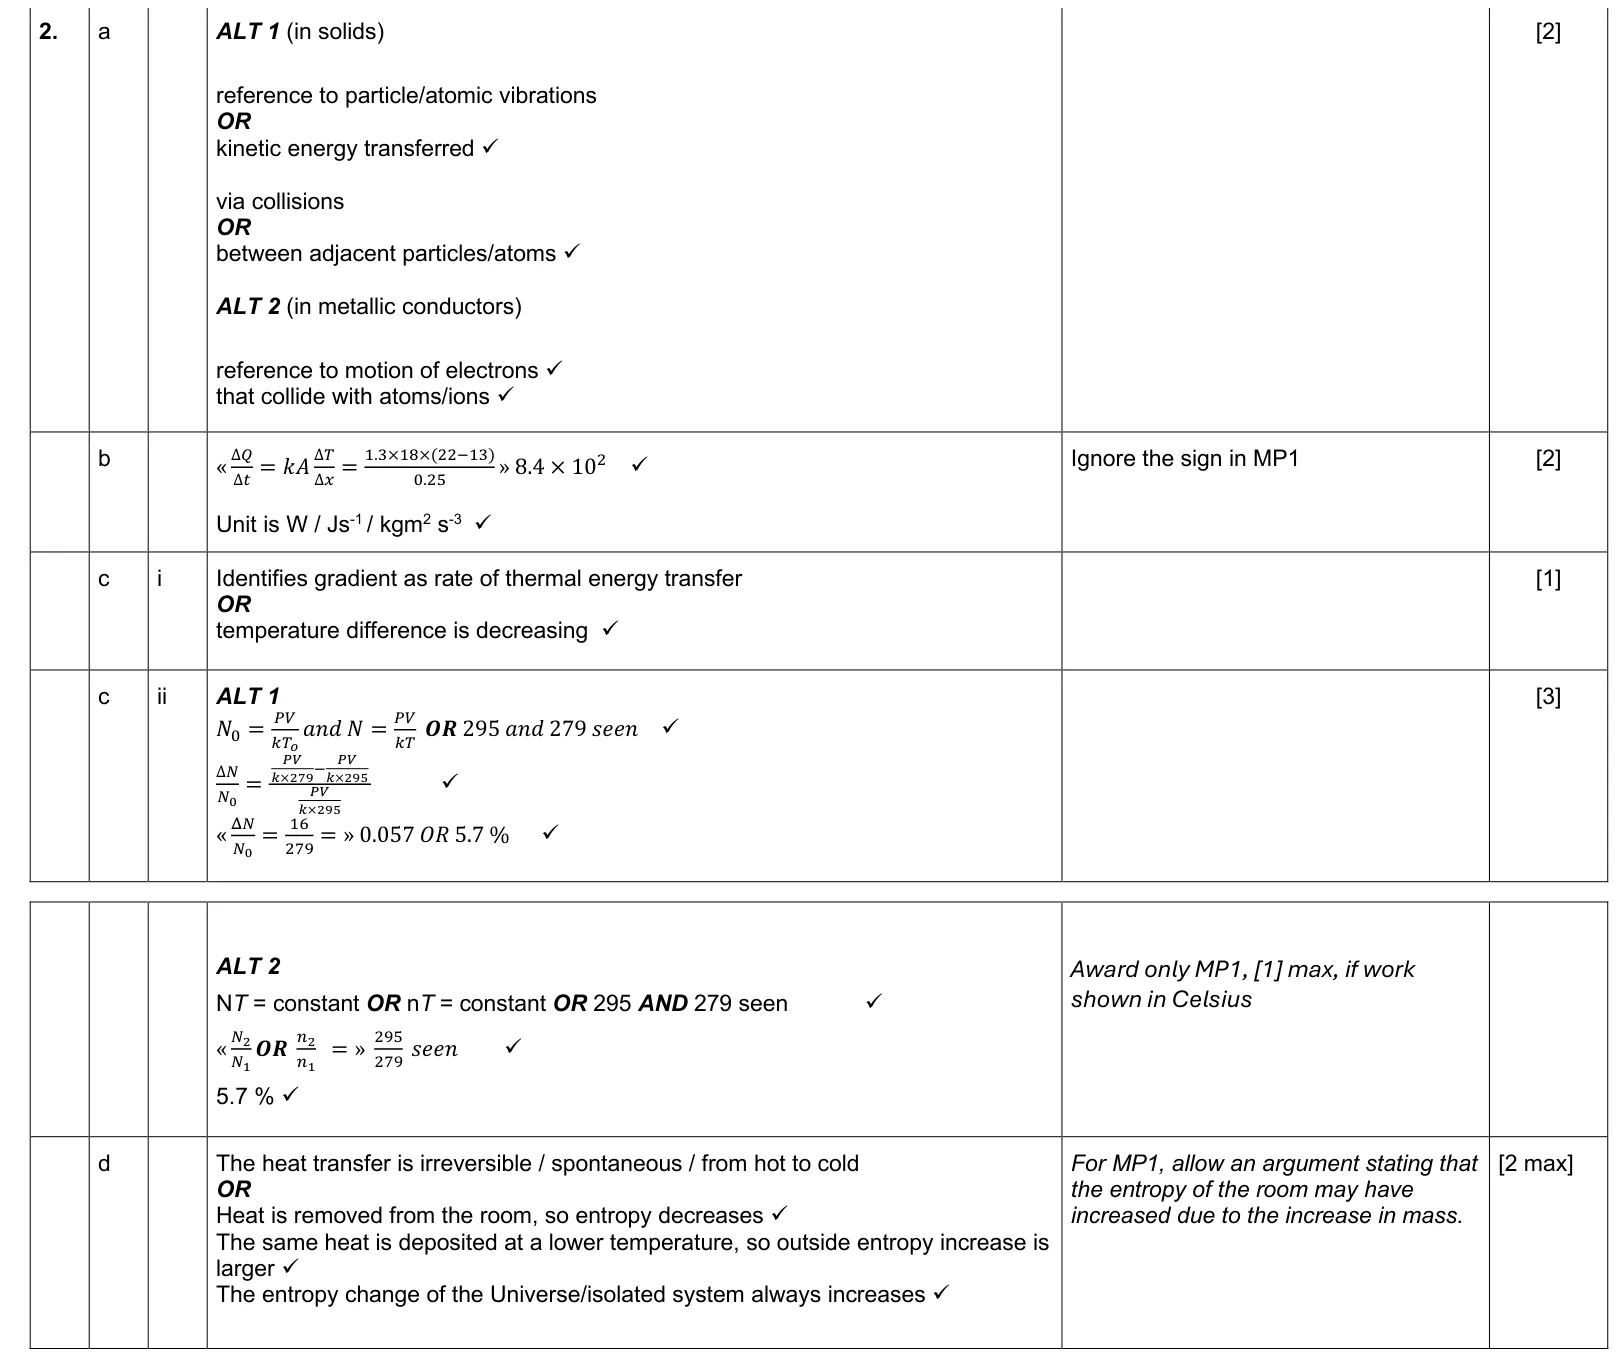 2. a ALT 1 (in solids) [2]
reference to particle/atomic vibrations
OR
kinetic energy transferred ✓
via collisions
OR
between adjacent particles/atoms ✓
ALT 2 (in metallic conductors)
reference to motion of electrons ✓
that collide with atoms/ions ✓
b «ΔQ/Δt = kA ΔT/Δx = 1.3×18×(22−13)/0.25» 8.4 × 10² ✓ Ignore the sign in MP1 [2]
Unit is W / Js⁻¹ / kgm² s⁻³ ✓
c i Identifies gradient as rate of thermal energy transfer [1]
OR
temperature difference is decreasing ✓
c ii ALT 1 [3]
N₀ = PV/kTₒ and N = PV/kT OR 295 and 279 seen ✓
ΔN/N₀ = (PV/(k×279) − PV/(k×295))/(PV/(k×295)) ✓
«ΔN/N₀ = 16/279 = » 0.057 OR 5.7 % ✓
ALT 2
NT = constant OR nT = constant OR 295 AND 279 seen ✓
«N₂/N₁ OR n₂/n₁ = » 295/279 seen ✓
5.7 % ✓
Award only MP1, [1] max, if work
shown in Celsius
d The heat transfer is irreversible / spontaneous / from hot to cold
OR
Heat is removed from the room, so entropy decreases ✓
The same heat is deposited at a lower temperature, so outside entropy increase is
larger ✓
The entropy change of the Universe/isolated system always increases ✓
For MP1, allow an argument stating that
the entropy of the room may have
increased due to the increase in mass.
[2 max]